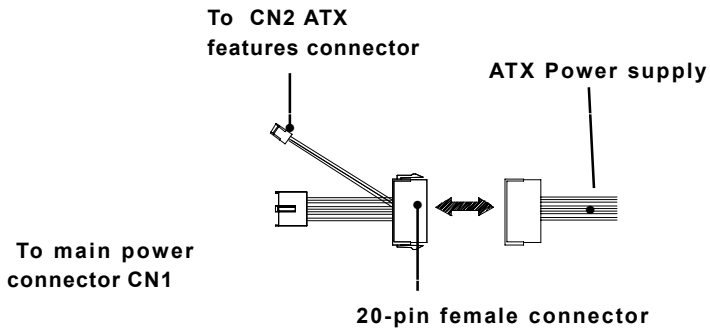 To CN2 ATX
features connector
ATX Power supply
To main power
connector CN1
20-pin female connector